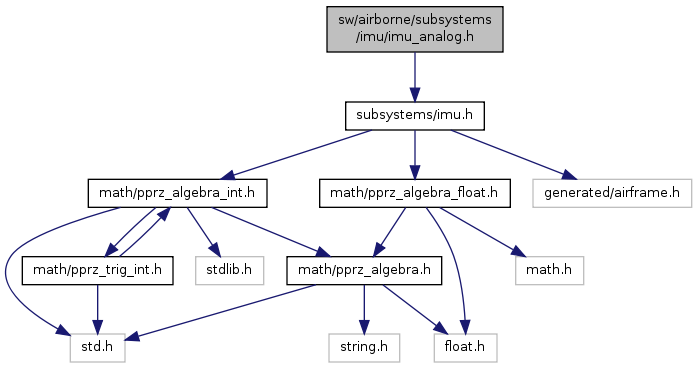 sw/airborne/subsystems
/imu/imu_analog.h
subsystems/imu.h
math/pprz_algebra_int.h
math/pprz_algebra_float.h
generated/airframe.h
math/pprz_trig_int.h
stdlib.h
math/pprz_algebra.h
math.h
std.h
string.h
float.h